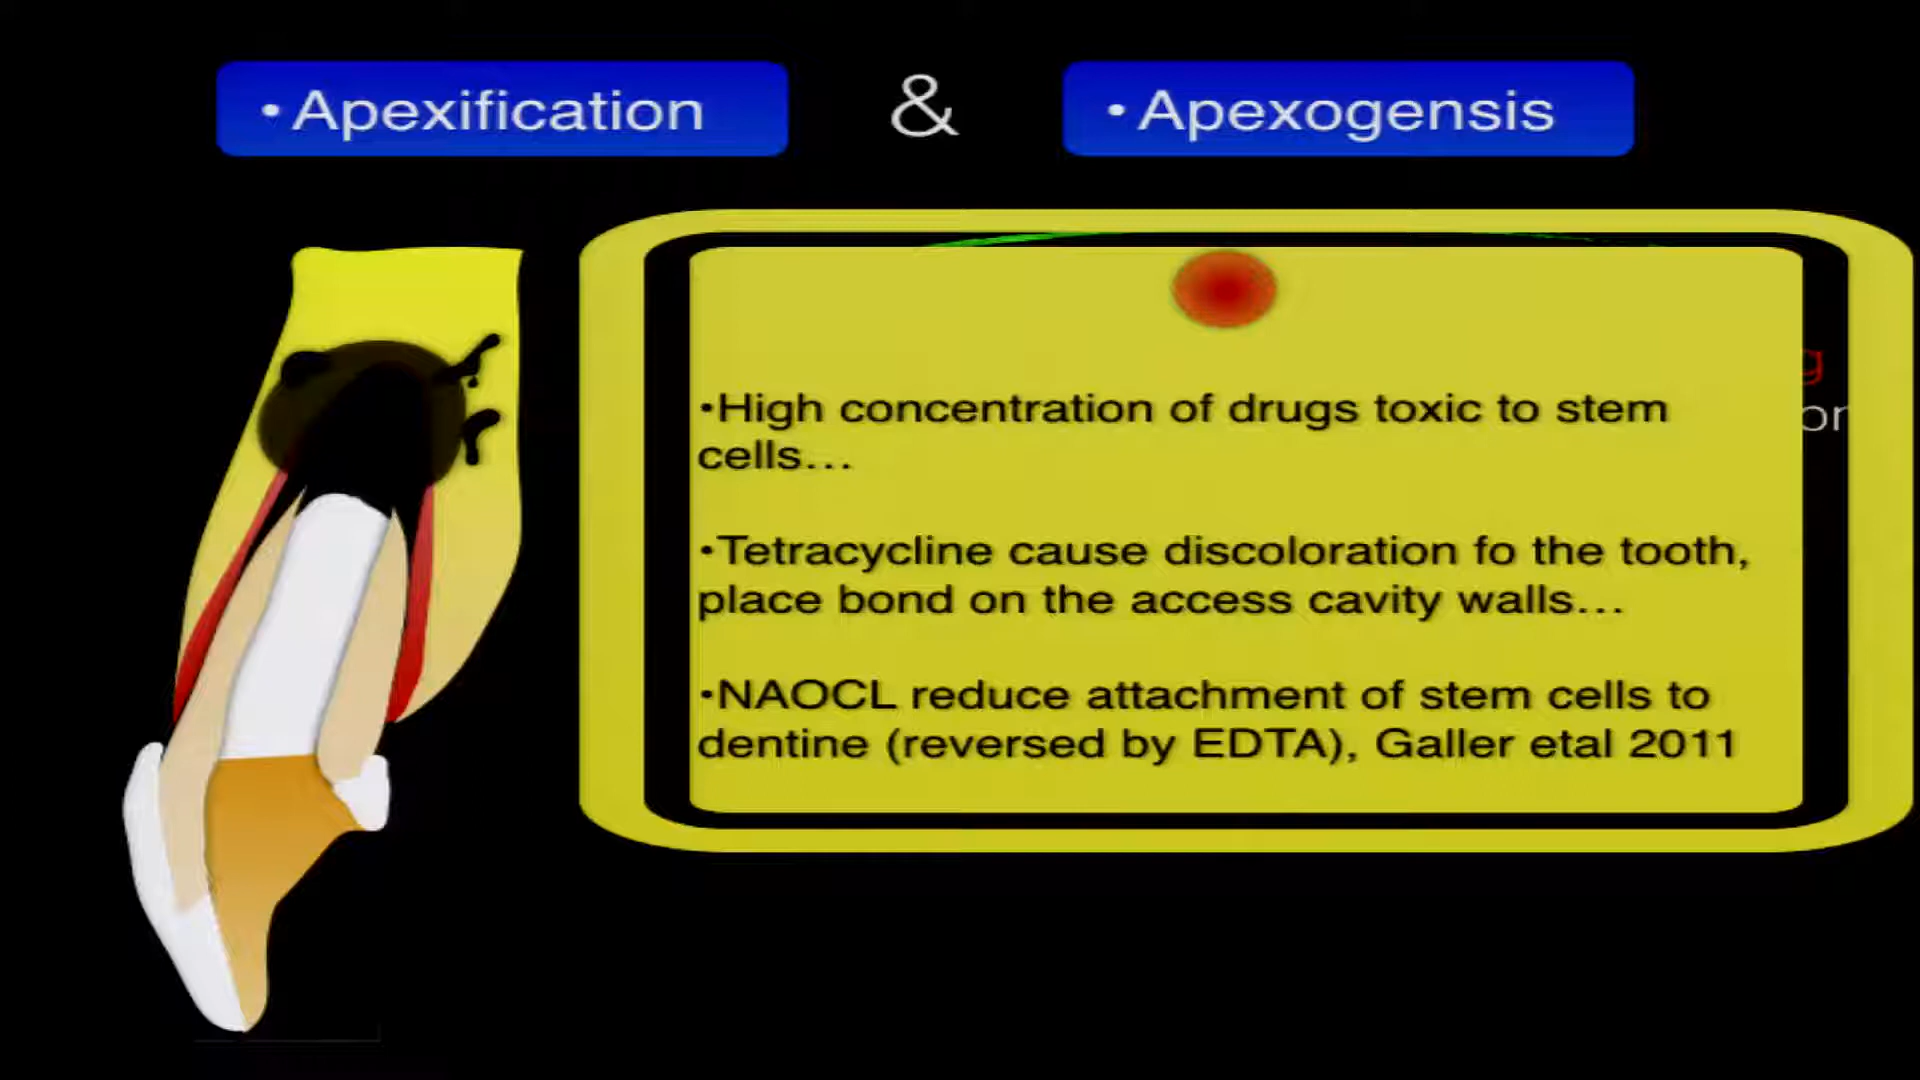 •Apexification & •Apexogensis
•High concentration of drugs toxic to stem
cells...
•Tetracycline cause discoloration fo the tooth,
place bond on the access cavity walls...
•NAOCL reduce attachment of stem cells to
dentine (reversed by EDTA), Galler etal 2011